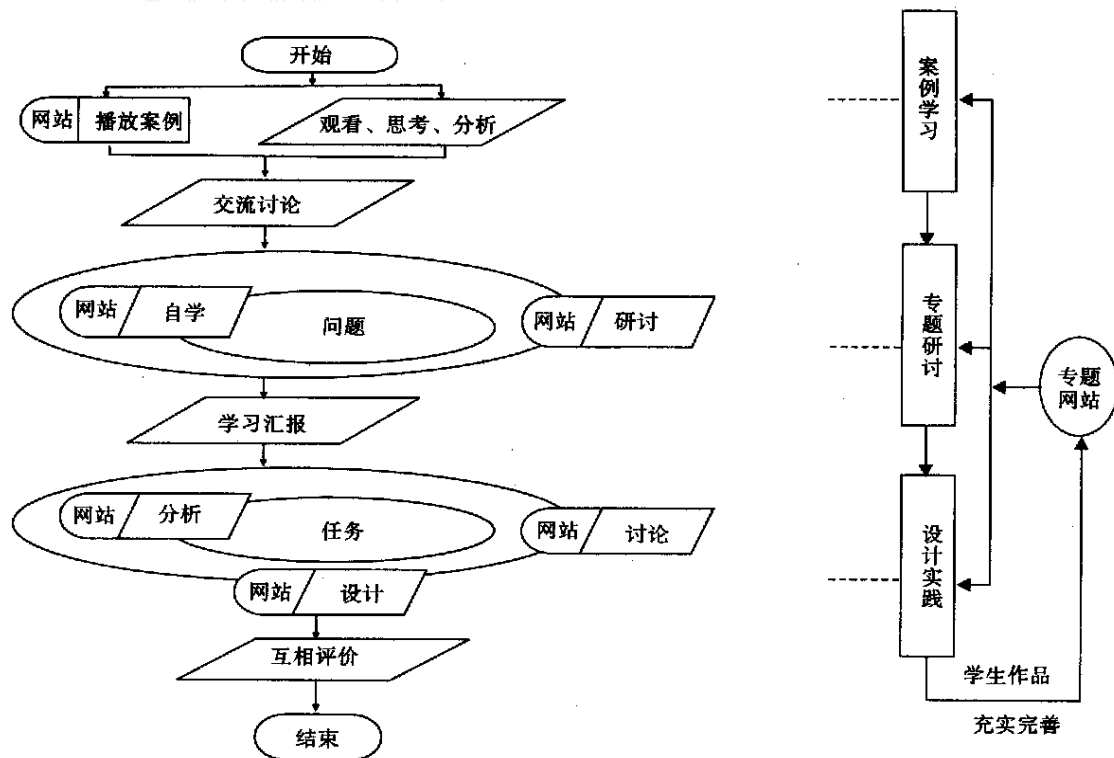 开始
网站 播放案例
观看、思考、分析
交流讨论
网站 自学
问题
网站 研讨
学习汇报
网站 分析
任务
网站 讨论
网站 设计
互相评价
结束
案例学习
专题研讨
设计实践
专题
网站
学生作品
充实完善